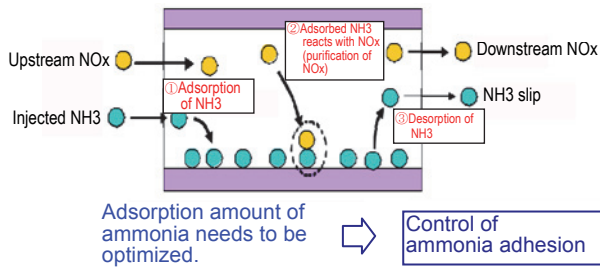 Upstream NOx
Injected NH3
①Adsorption
of NH3
②Adsorbed NH3
reacts with NOx
(purification of
NOx)
Downstream NOx
NH3 slip
③Desorption of
NH3
Adsorption amount of
ammonia needs to be
optimized.
Control of
ammonia adhesion